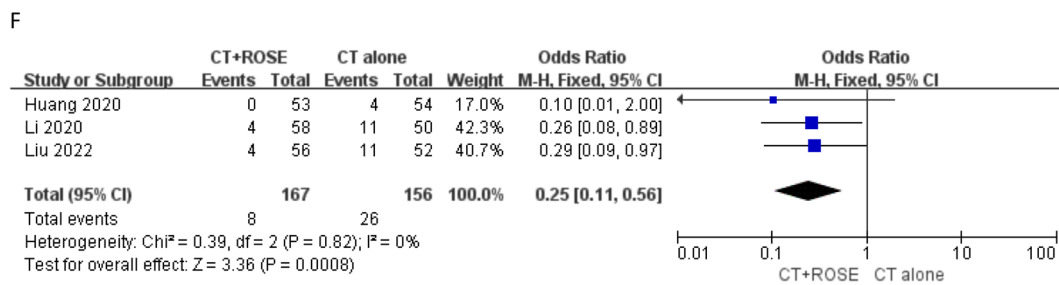 F
CT+ROSE CT alone Odds Ratio Odds Ratio
Study or Subgroup Events Total Events Total Weight M-H, Fixed, 95% CI M-H, Fixed, 95% CI
Huang 2020 0 53 4 54 17.0% 0.10 [0.01, 2.00]
Li 2020 4 58 11 50 42.3% 0.26 [0.08, 0.89]
Liu 2022 4 56 11 52 40.7% 0.29 [0.09, 0.97]
Total (95% CI) 167 156 100.0% 0.25 [0.11, 0.56]
Total events 8 26
Heterogeneity: Chi² = 0.39, df = 2 (P = 0.82); I² = 0%
Test for overall effect: Z = 3.36 (P = 0.0008)
0.01 0.1 1 10 100
CT+ROSE CT alone